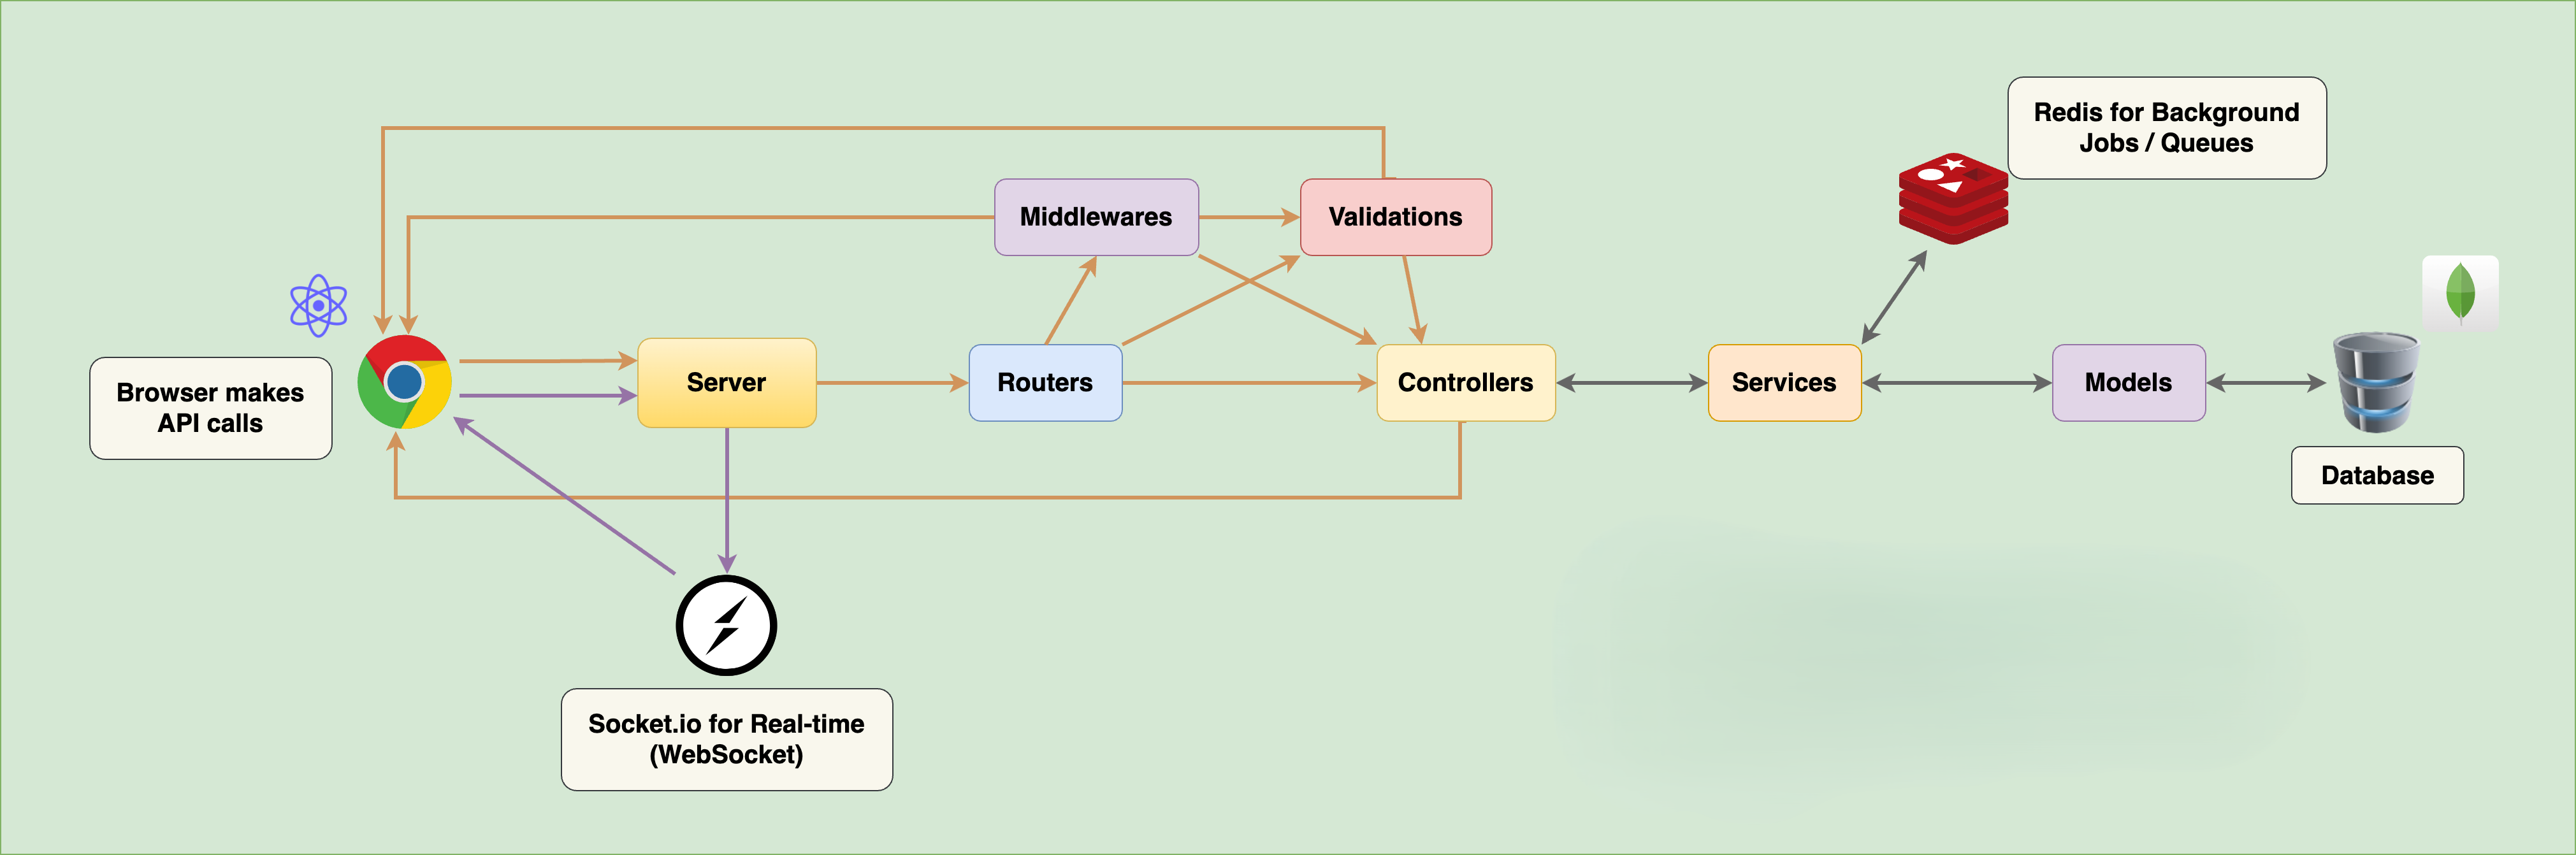 Redis for Background
Jobs / Queues
Middlewares
Validations
Browser makes
API calls
Server
Routers
Controllers
Services
Models
Database
Socket.io for Real-time
(WebSocket)